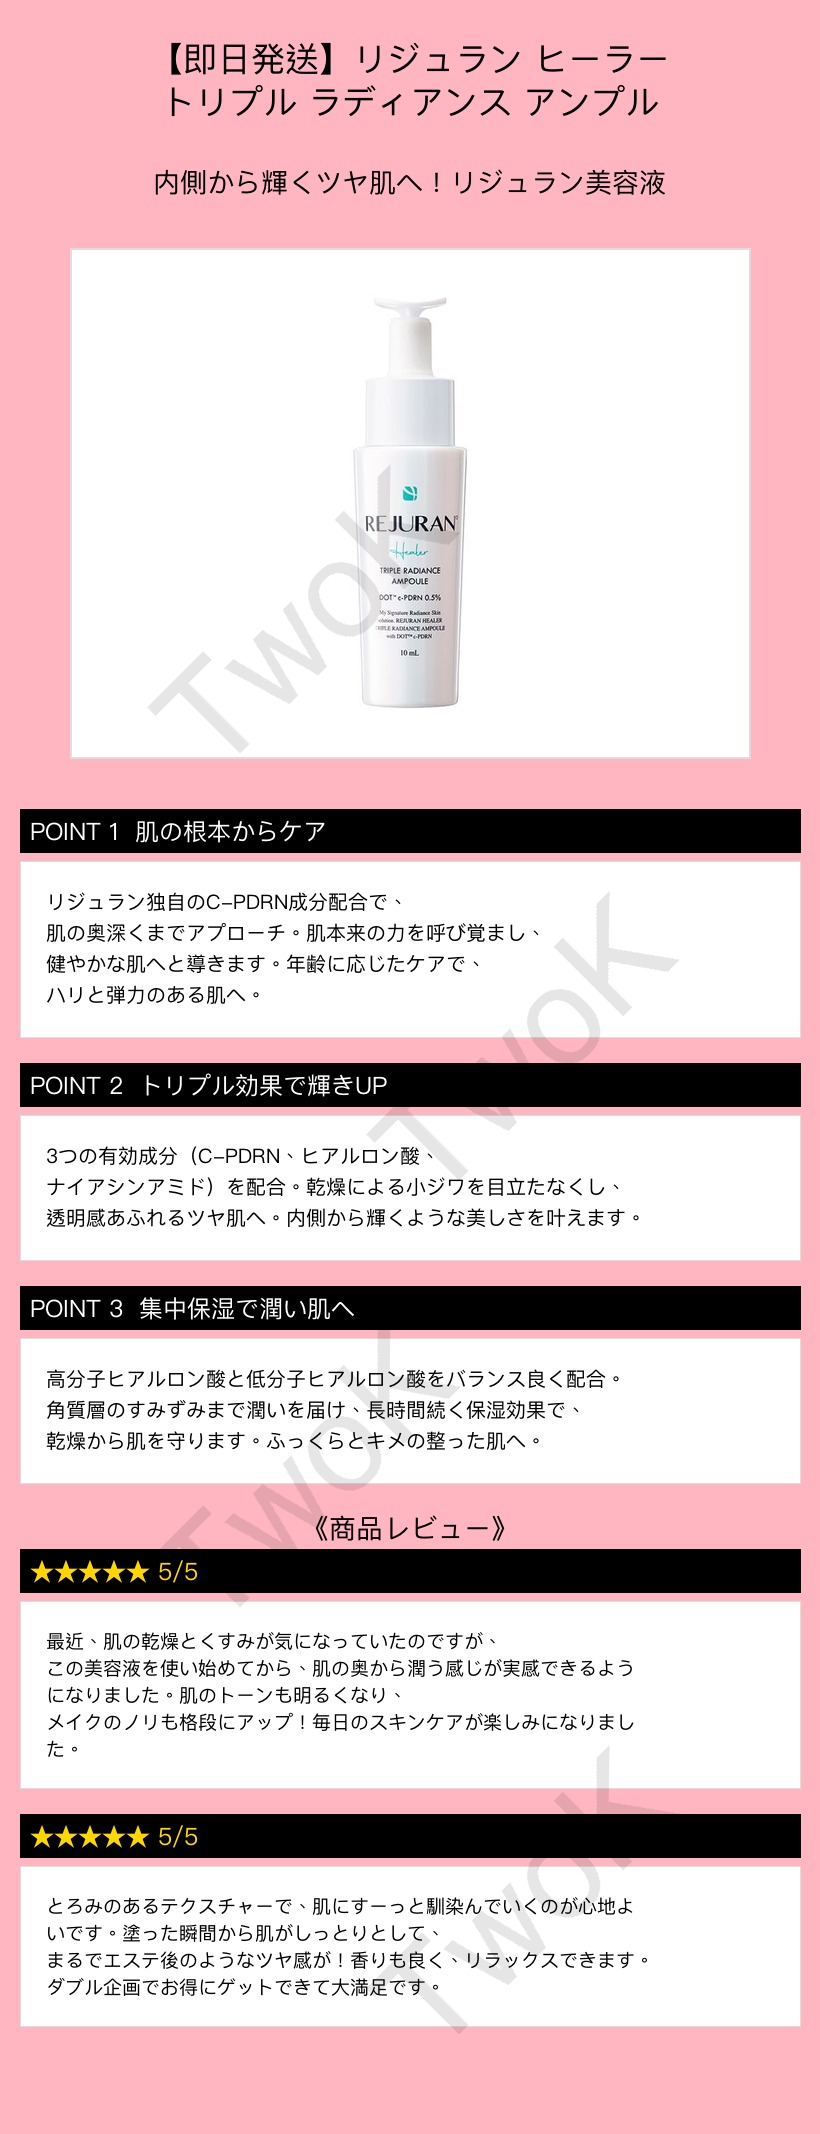 【即日発送】リジュラン ヒーラー
トリプル ラディアンス アンプル
内側から輝くツヤ肌へ！リジュラン美容液
REJURAN®
Healer
TRIPLE RADIANCE
AMPOULE
DOT™ c-PDRN 0.5%
My Signature Radiance Skin
olution. REJURAN HEALER
RIPLE RADIANCE AMPOULE
with DOT™ c-PDRN
10 mL
TwoK
POINT 1 肌の根本からケア
リジュラン独自のC-PDRN成分配合で、
肌の奥深くまでアプローチ。肌本来の力を呼び覚まし、
健やかな肌へと導きます。年齢に応じたケアで、
ハリと弾力のある肌へ。
TwoK
POINT 2 トリプル効果で輝きUP
3つの有効成分（C-PDRN、ヒアルロン酸、
ナイアシンアミド）を配合。乾燥による小ジワを目立たなくし、
透明感あふれるツヤ肌へ。内側から輝くような美しさを叶えます。
POINT 3 集中保湿で潤い肌へ
高分子ヒアルロン酸と低分子ヒアルロン酸をバランス良く配合。
角質層のすみずみまで潤いを届け、長時間続く保湿効果で、
乾燥から肌を守ります。ふっくらとキメの整った肌へ。
TwoK
《商品レビュー》
★★★★★ 5/5
最近、肌の乾燥とくすみが気になっていたのですが、
この美容液を使い始めてから、肌の奥から潤う感じが実感できるよう
になりました。肌のトーンも明るくなり、
メイクのノリも格段にアップ！毎日のスキンケアが楽しみになりまし
た。
★★★★★ 5/5
とろみのあるテクスチャーで、肌にすーっと馴染んでいくのが心地よ
いです。塗った瞬間から肌がしっとりとして、
まるでエステ後のようなツヤ感が！香りも良く、リラックスできます。
ダブル企画でお得にゲットできて大満足です。
TwoK